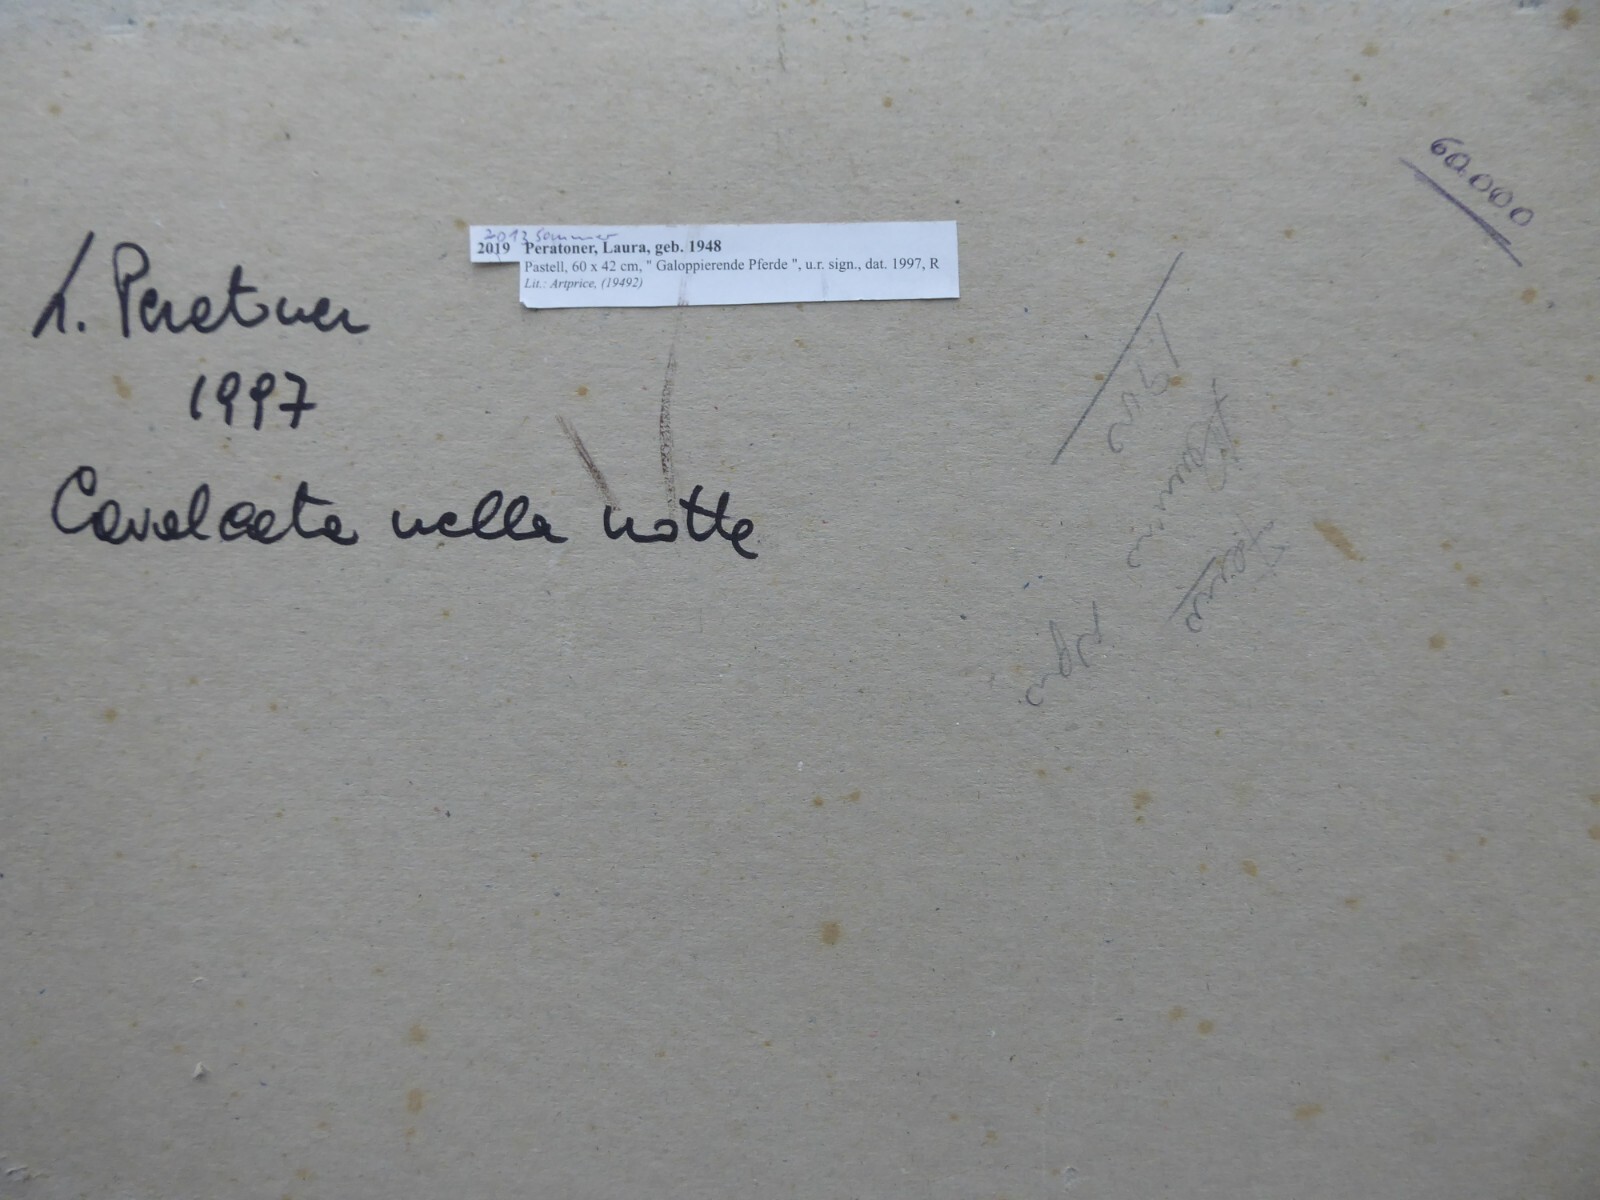 60.000
2012 Sommer
2019 Peratoner, Laura, geb. 1948
Pastell, 60 x 42 cm, " Galoppierende Pferde ", u.r. sign., dat. 1997, R
Lit.: Artprice, (19492)
L. Peratoner
1997
Cavalcata nella notte